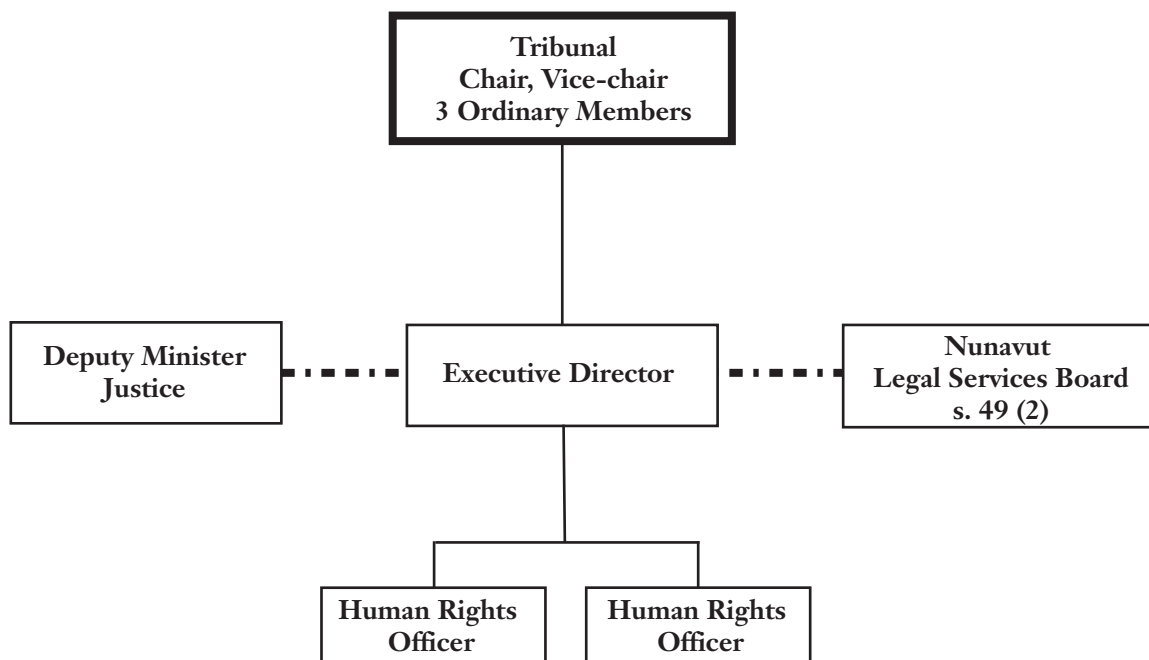 Tribunal
Chair, Vice-chair
3 Ordinary Members
Deputy Minister
Justice
Executive Director
Nunavut
Legal Services Board
s. 49 (2)
Human Rights
Officer
Human Rights
Officer